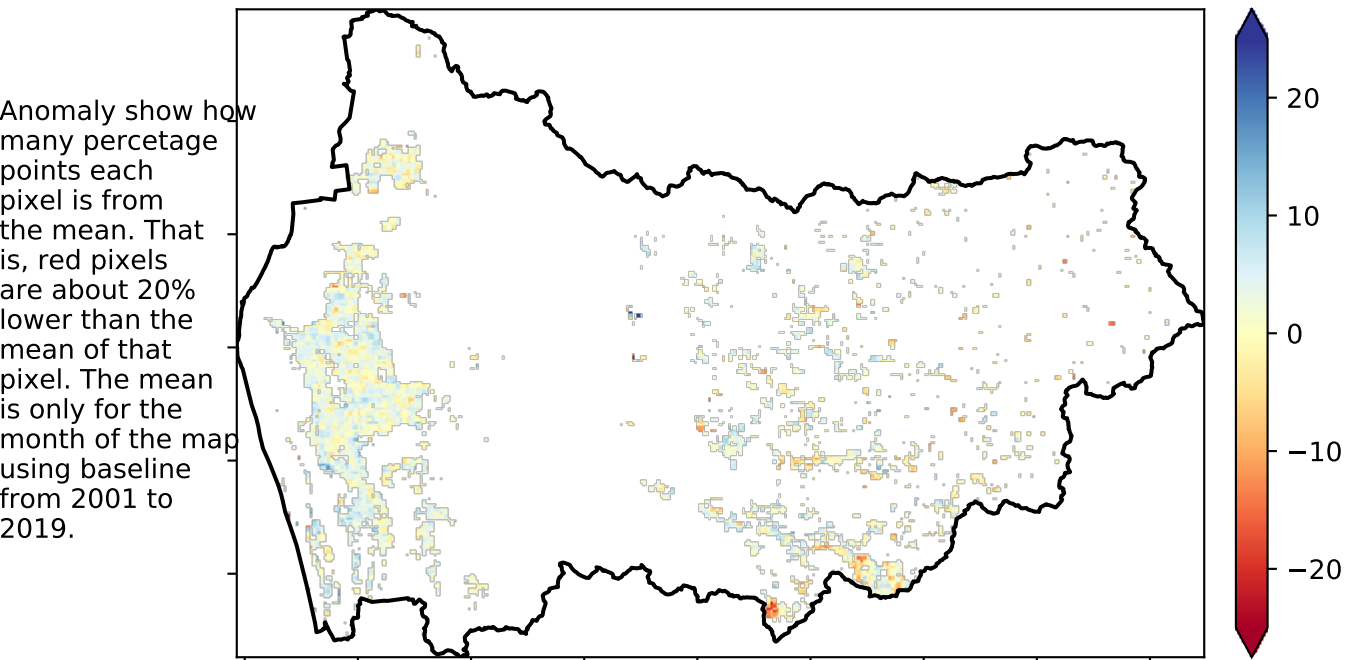 Anomaly show how
many percetage
points each
pixel is from
the mean. That
is, red pixels
are about 20%
lower than the
mean of that
pixel. The mean
is only for the
month of the map
using baseline
from 2001 to
2019.
20
10
0
−10
−20